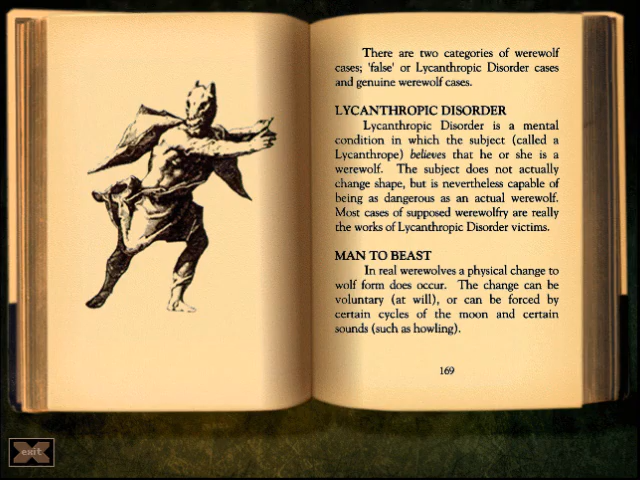 There are two categories of werewolf
cases; 'false' or Lycanthropic Disorder cases
and genuine werewolf cases.
LYCANTHROPIC DISORDER
Lycanthropic Disorder is a mental
condition in which the subject (called a
Lycanthrope) believes that he or she is a
werewolf. The subject does not actually
change shape, but is nevertheless capable of
being as dangerous as an actual werewolf.
Most cases of supposed werewolfry are really
the works of Lycanthropic Disorder victims.
MAN TO BEAST
In real werewolves a physical change to
wolf form does occur. The change can be
voluntary (at will), or can be forced by
certain cycles of the moon and certain
sounds (such as howling).
169
exit